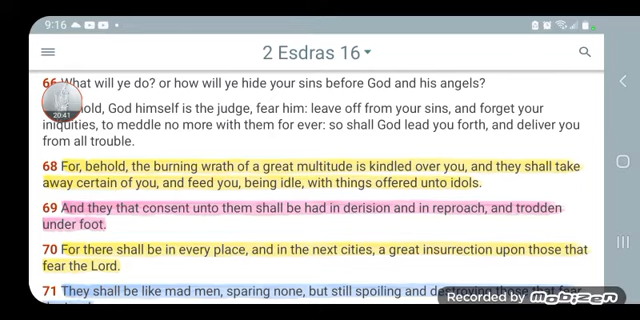 9:16
2 Esdras 16
66 What will ye do? or how will ye hide your sins before God and his angels?
hold, God himself is the judge, fear him: leave off from your sins, and forget your
iniquities, to meddle no more with them for ever: so shall God lead you forth, and deliver you
from all trouble.
20:41
68 For, behold, the burning wrath of a great multitude is kindled over you, and they shall take
away certain of you, and feed you, being idle, with things offered unto idols.
69 And they that consent unto them shall be had in derision and in reproach, and trodden
under foot.
70 For there shall be in every place, and in the next cities, a great insurrection upon those that
fear the Lord.
71 They shall be like mad men, sparing none, but still spoiling and destroying those that fear
Recorded by mobizen